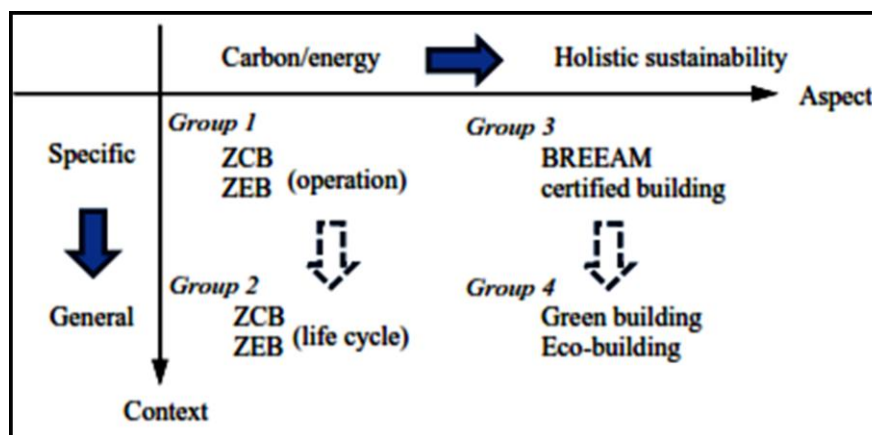 Carbon/energy Holistic sustainability
Aspect
Group 1 Group 3
Specific ZCB BREEAM
ZEB (operation) certified building
Group 2 Group 4
General ZCB Green building
ZEB (life cycle) Eco-building
Context